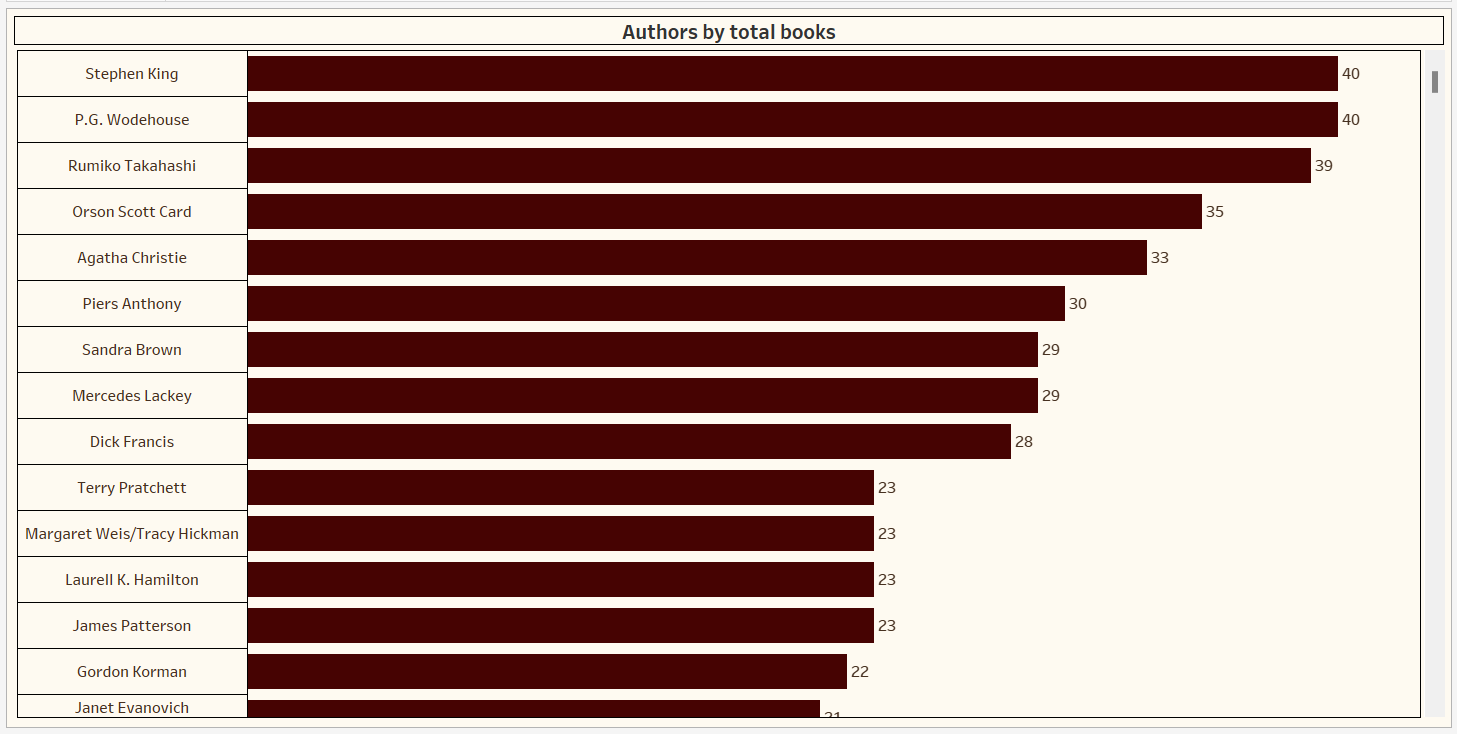 Authors by total books
Stephen King 40
P.G. Wodehouse 40
Rumiko Takahashi 39
Orson Scott Card 35
Agatha Christie 33
Piers Anthony 30
Sandra Brown 29
Mercedes Lackey 29
Dick Francis 28
Terry Pratchett 23
Margaret Weis/Tracy Hickman 23
Laurell K. Hamilton 23
James Patterson 23
Gordon Korman 22
Janet Evanovich 21